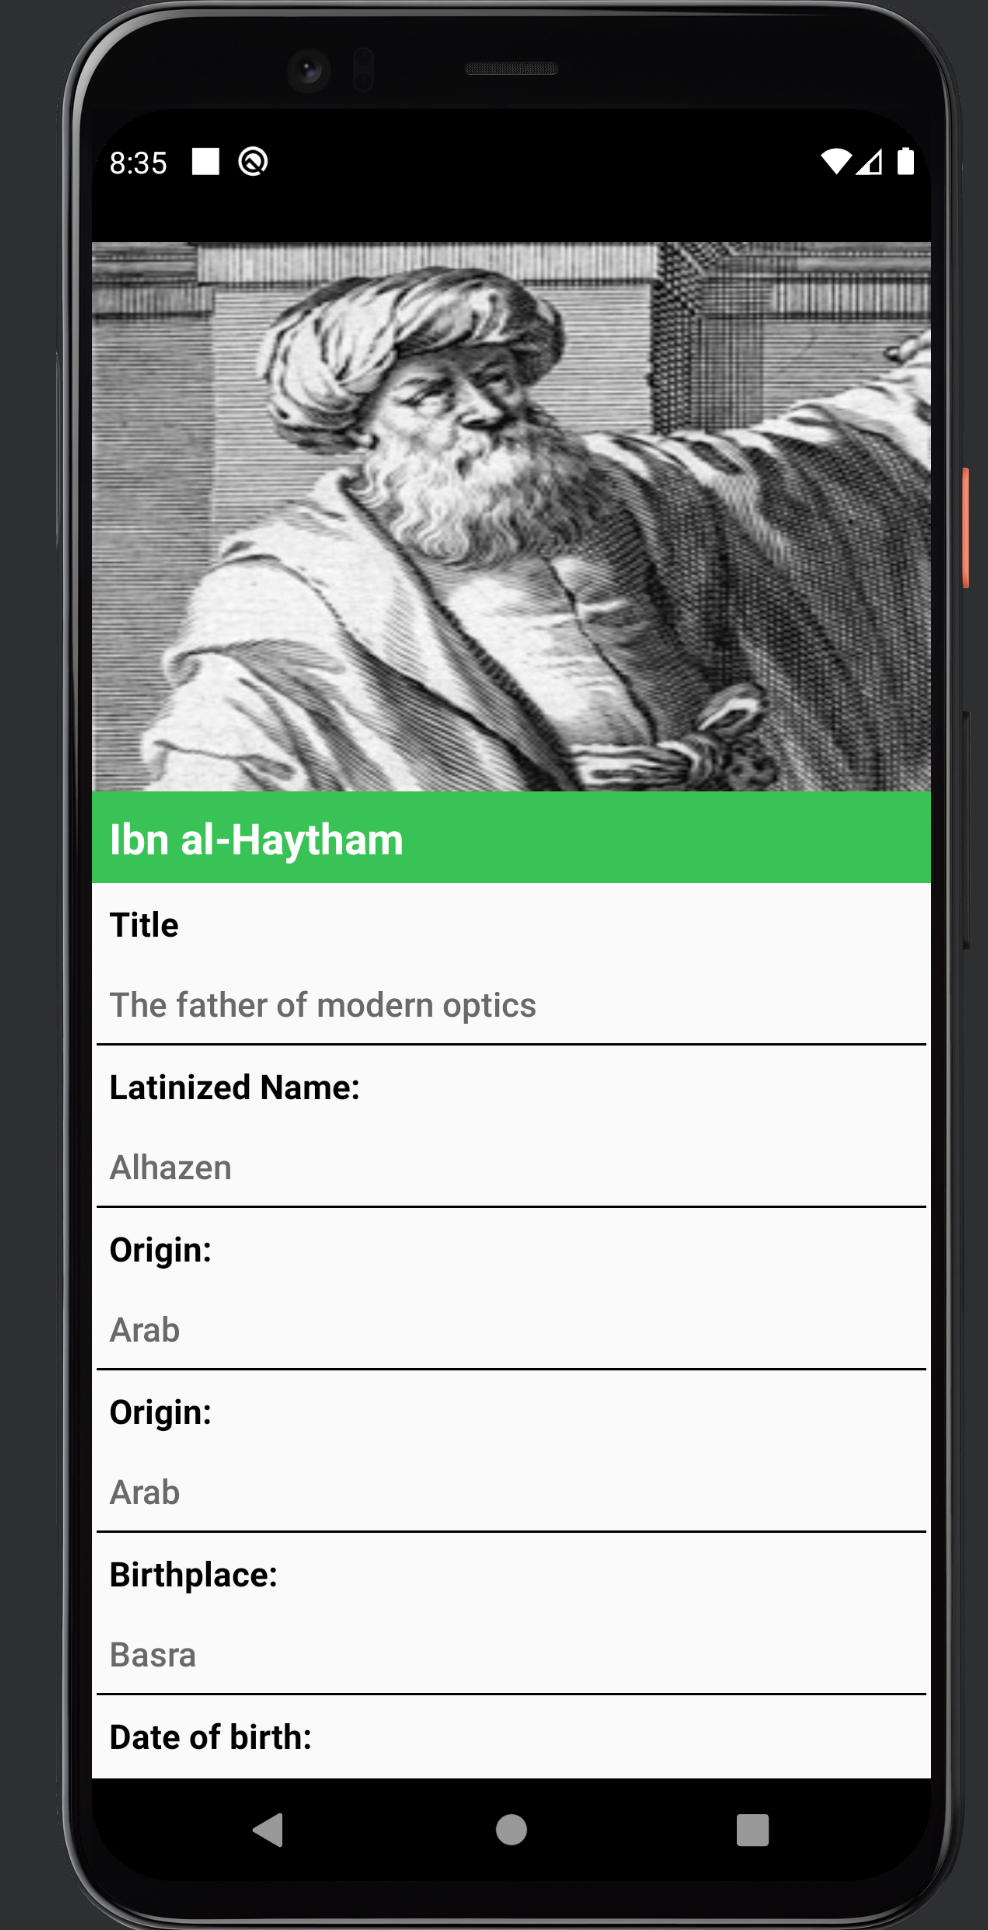 8:35
Ibn al-Haytham
Title
The father of modern optics
Latinized Name:
Alhazen
Origin:
Arab
Origin:
Arab
Birthplace:
Basra
Date of birth: